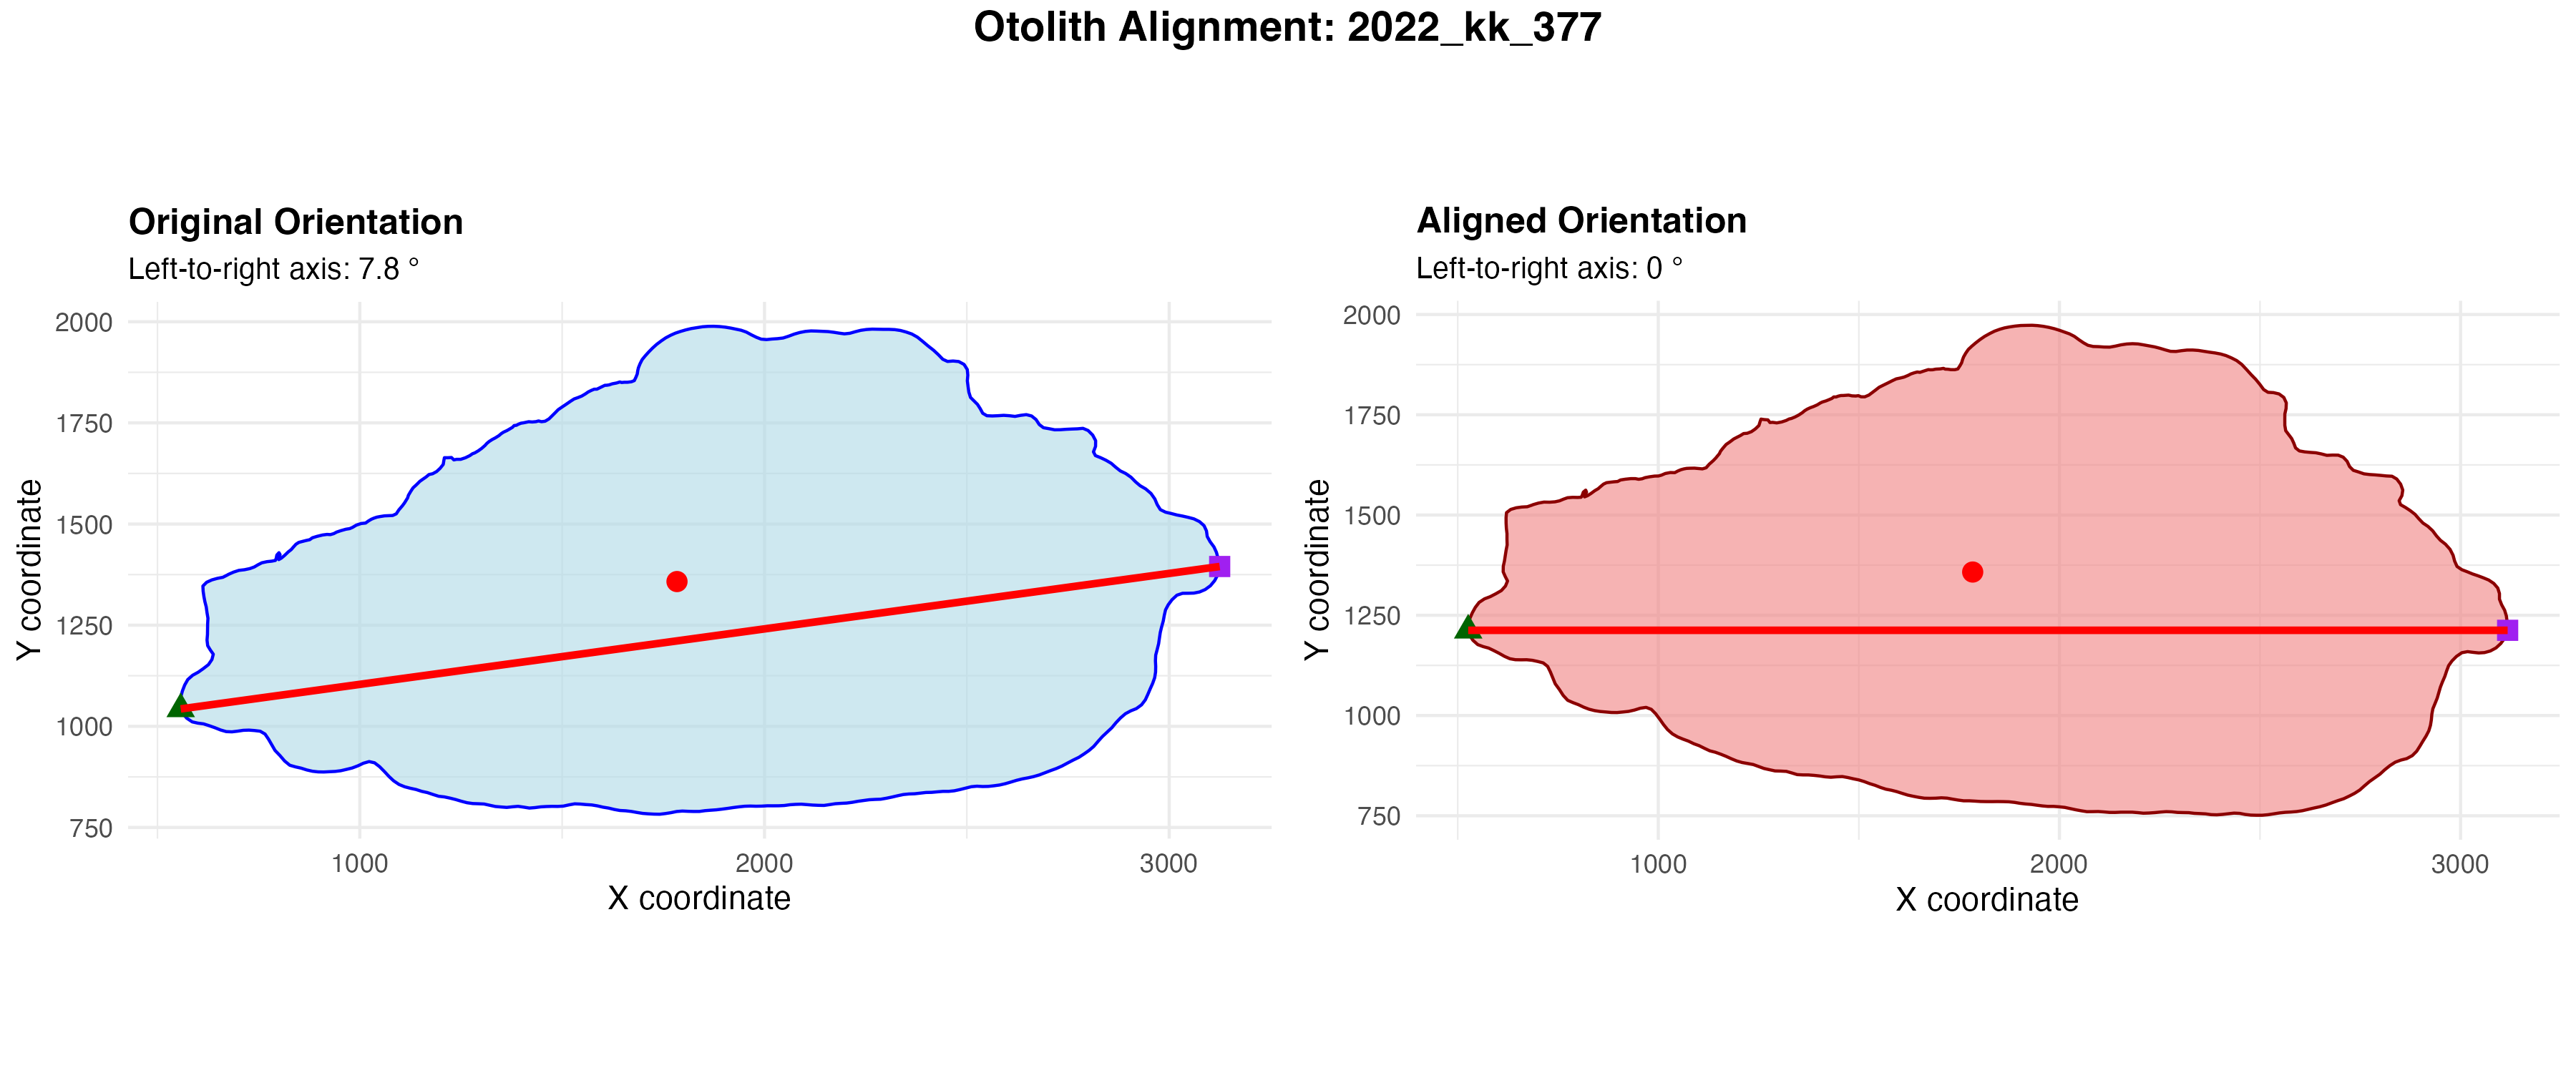 Otolith Alignment: 2022_kk_377
Original Orientation
Left-to-right axis: 7.8 °
2000
1750
1500
1250
1000
750
Y coordinate
1000
2000
3000
X coordinate
Aligned Orientation
Left-to-right axis: 0 °
2000
1750
1500
1250
1000
750
Y coordinate
1000
2000
3000
X coordinate